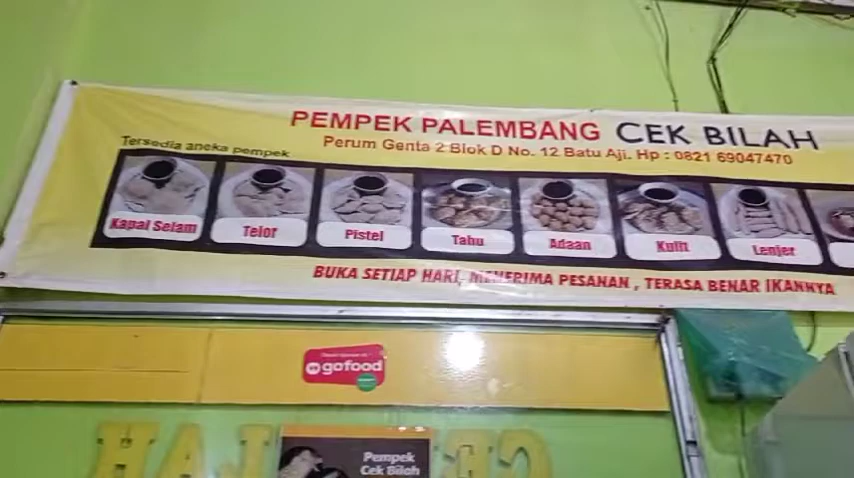 PEMPEK PALEMBANG CEK BILAH
Perum Genta 2 Blok D No. 12 Batu Aji. Hp : 0821 69047470
Tersedia aneka pempek
Kapal Selam
Telor
Pistel
Tahu
Adaan
Kulit
Lenjer
BUKA SETIAP HARI, MENERIMA PESANAN , TERASA BENAR IKANNYA
gofood
Pempek
Cek Bilah